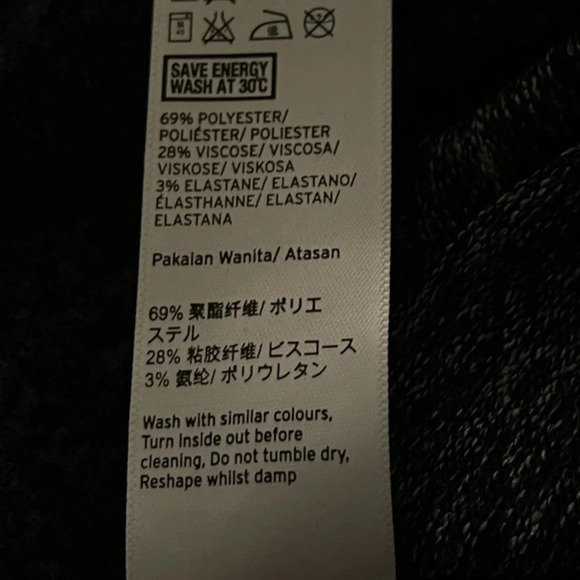 低
SAVE ENERGY
WASH AT 30°C
69% POLYESTER/
POLIÉSTER/ POLIESTER
28% VISCOSE/ VISCOSA/
VISKOSE/ VISKOSA
3% ELASTANE/ ELASTANO/
ÉLASTHANNE/ ELASTAN/
ELASTANA
Pakaian Wanita/ Atasan
69% 聚酯纤维/ ポリエ
ステル
28% 粘胶纤维/ ビスコース
3% 氨纶/ ポリウレタン
Wash with similar colours,
Turn inside out before
cleaning, Do not tumble dry,
Reshape whilst damp